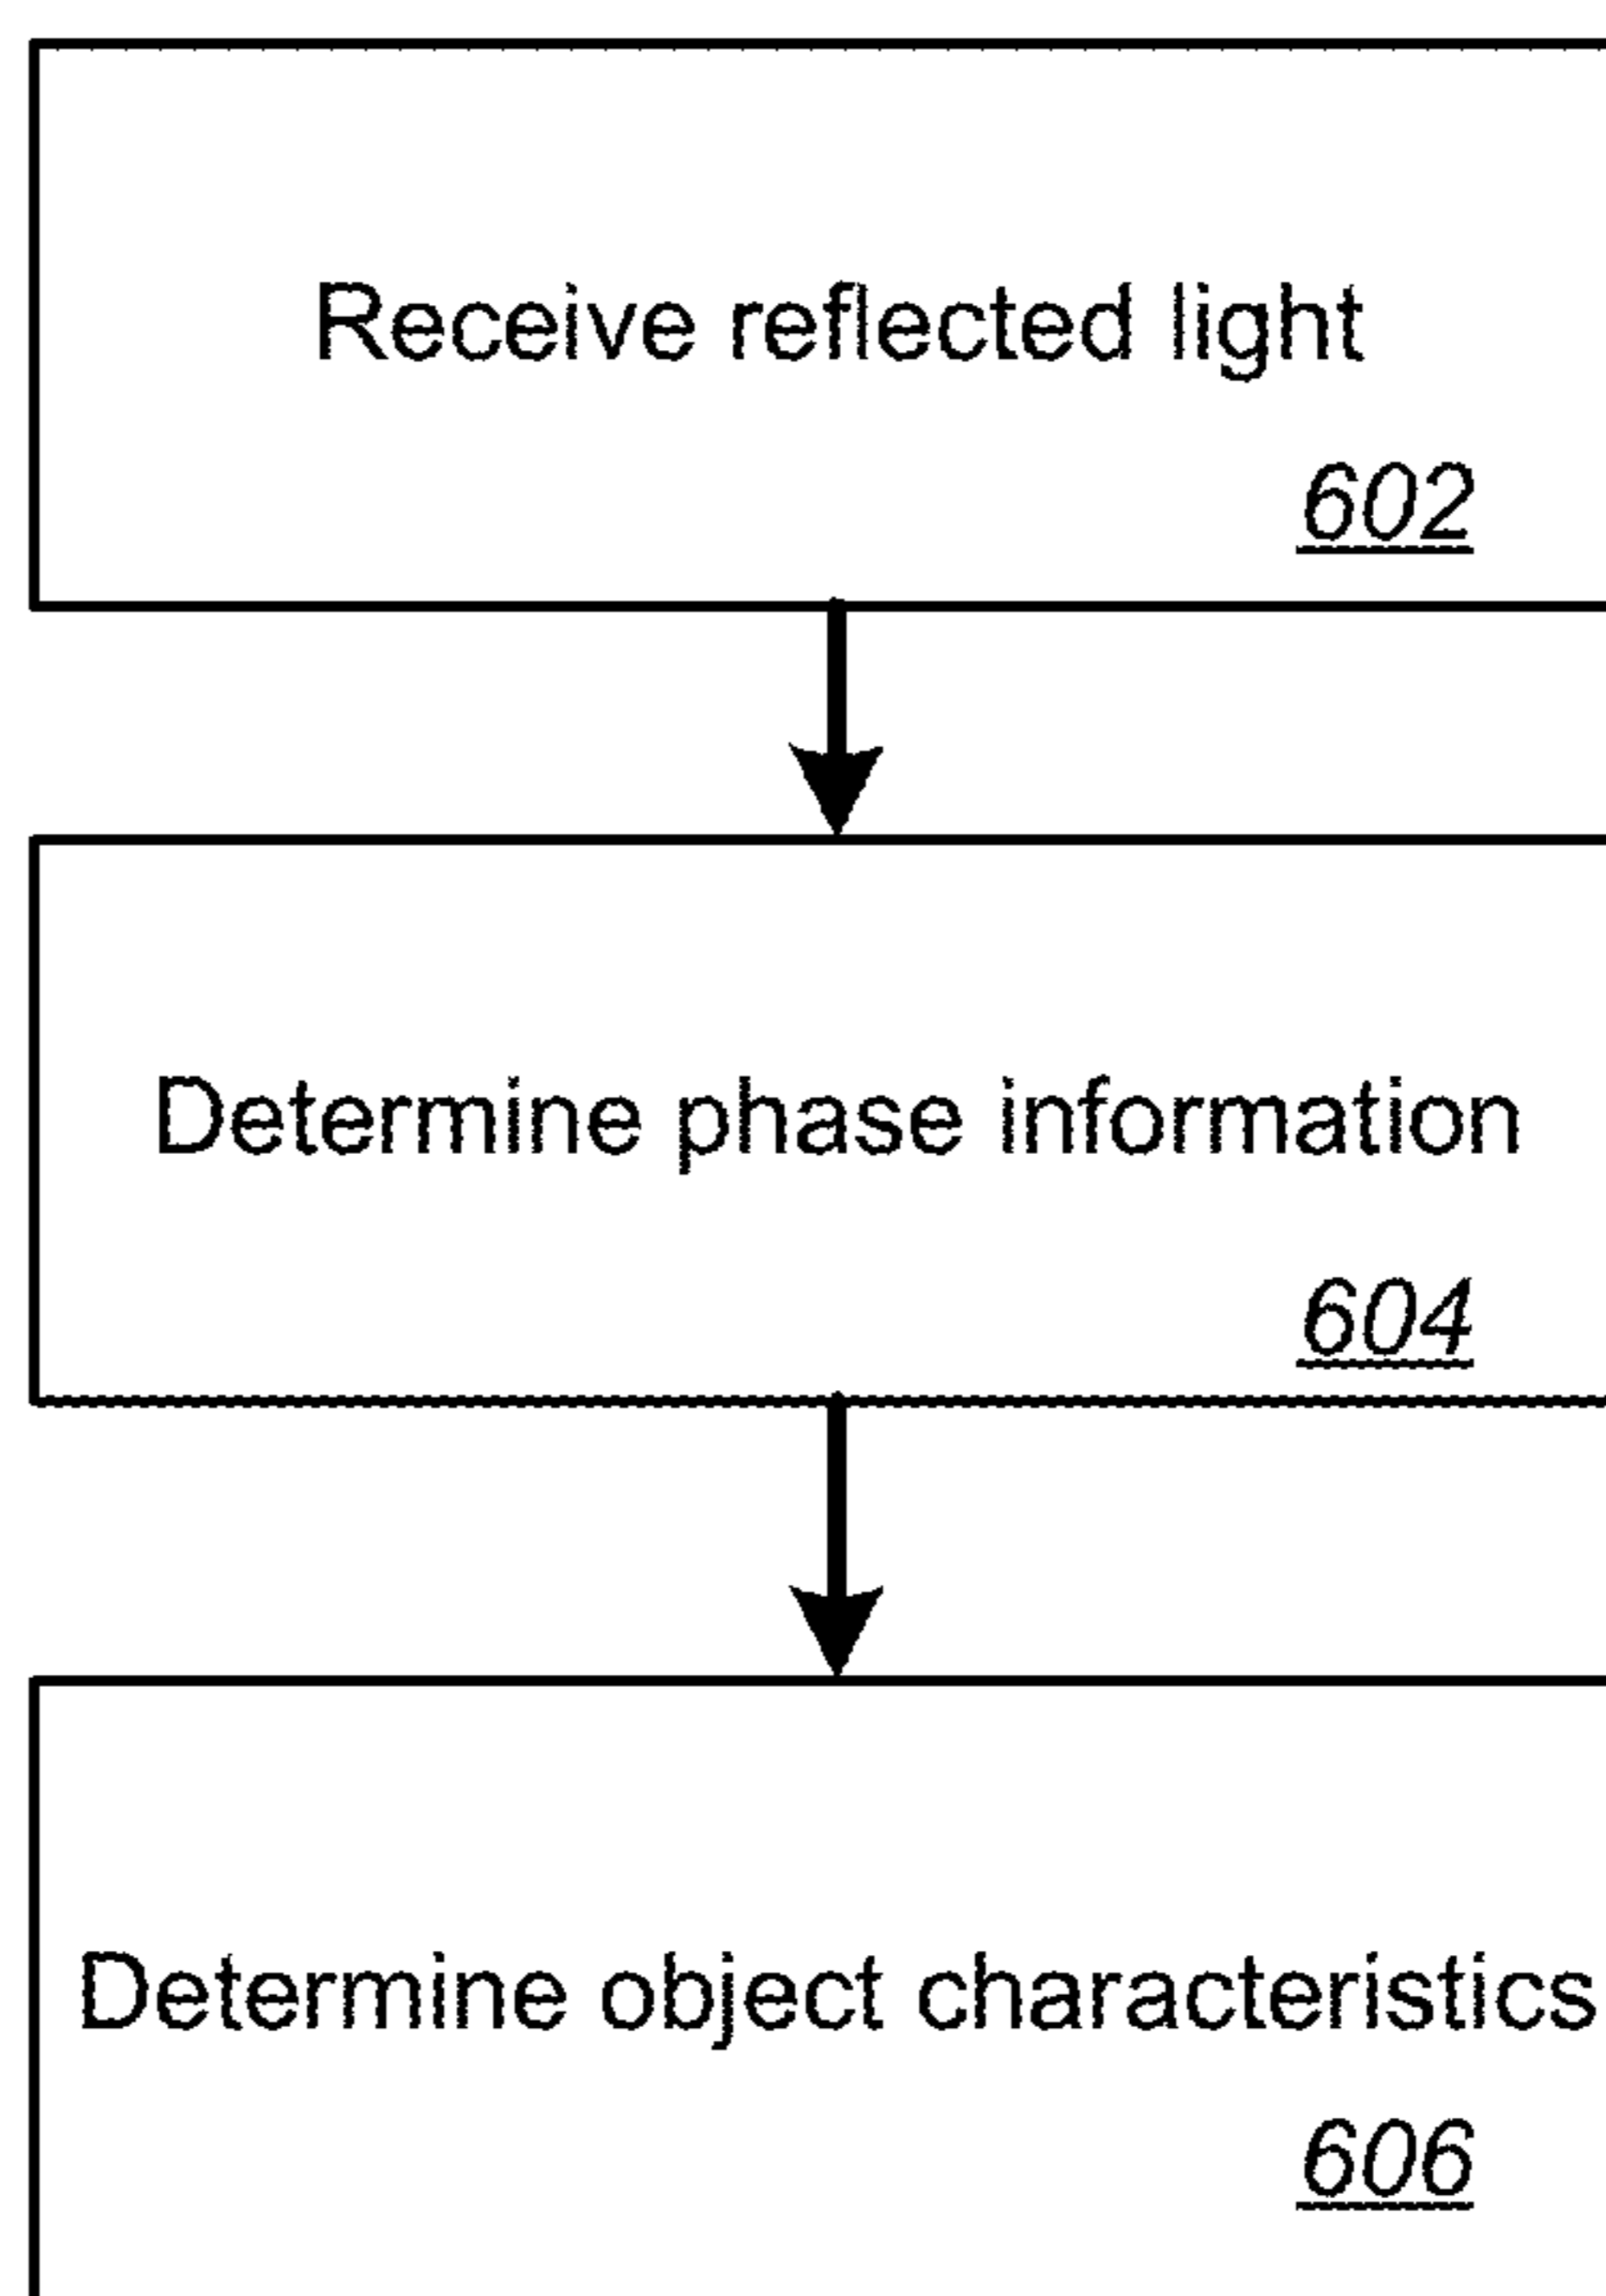 Receive reflected light
602
Determine phase information
604
Determine object characteristics
606